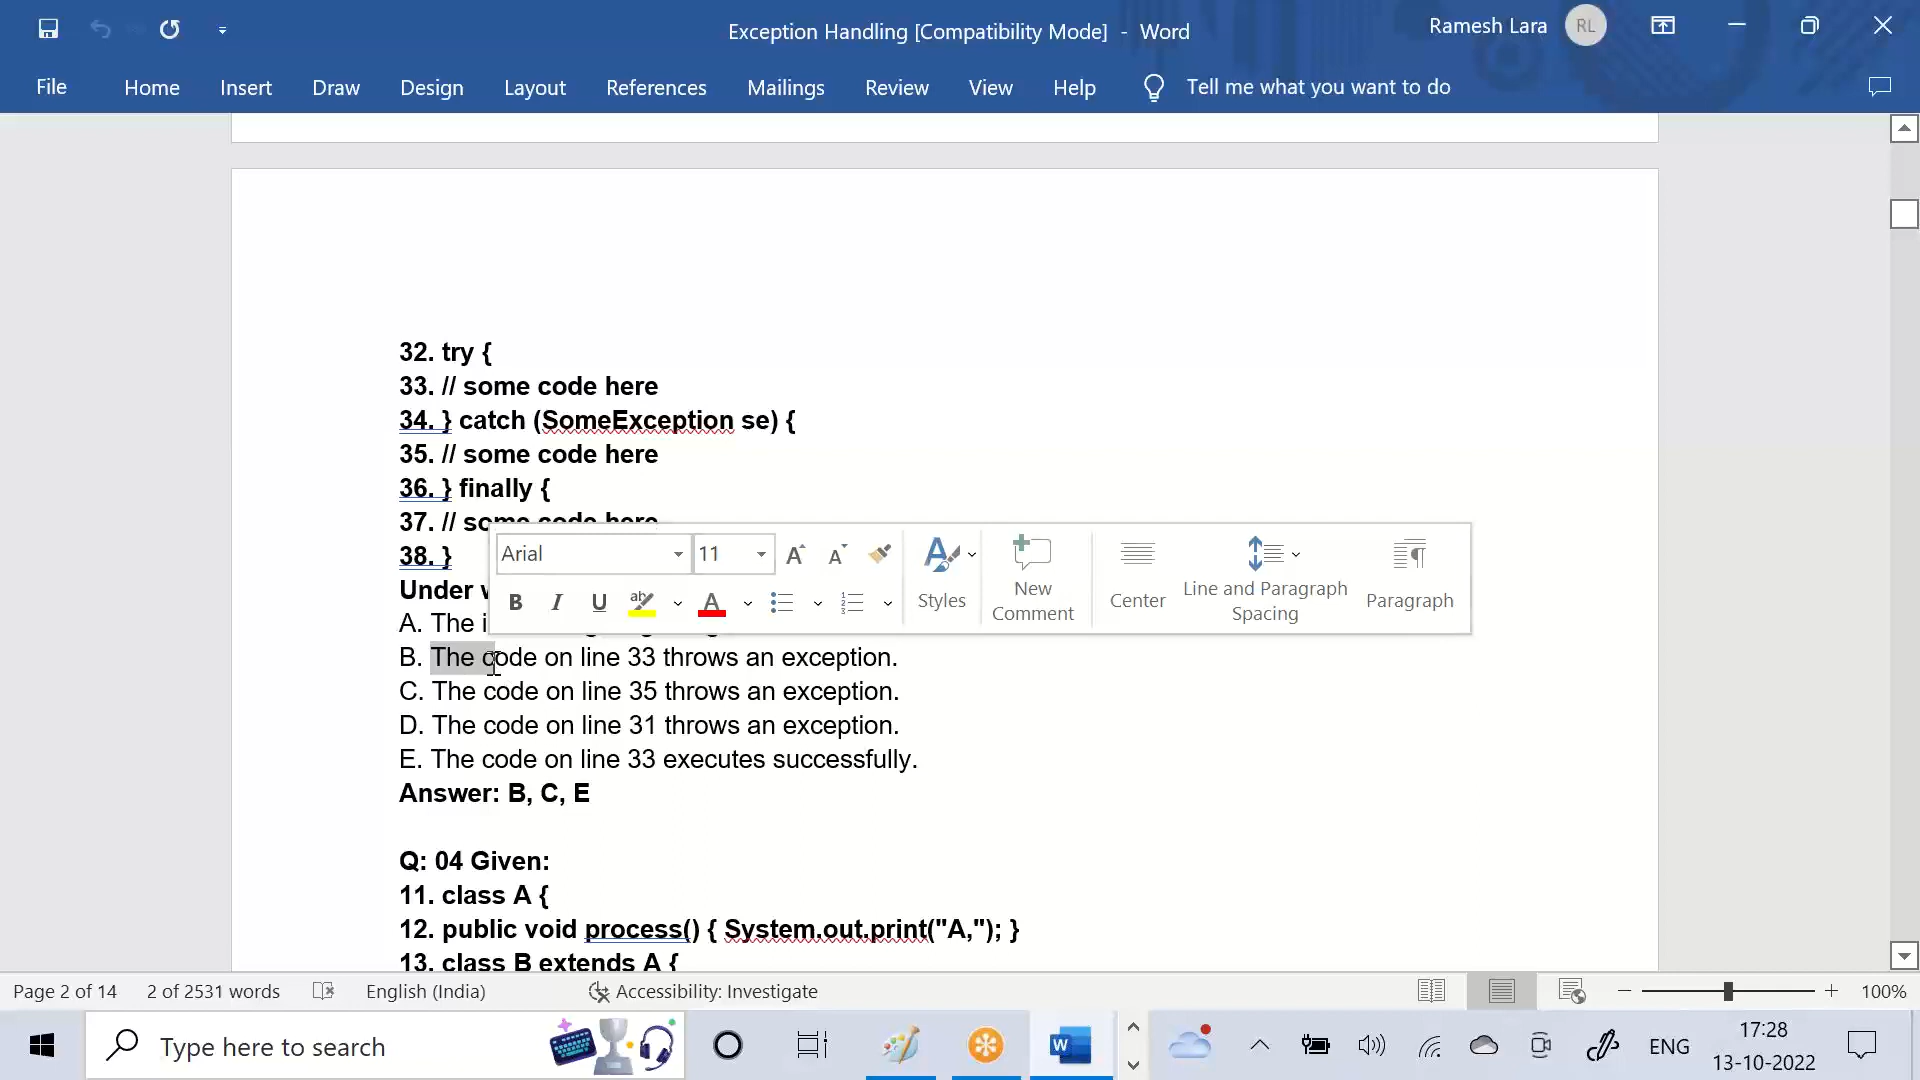 Exception Handling [Compatibility Mode] - Word
Ramesh Lara
RL
File
Home
Insert
Draw
Design
Layout
References
Mailings
Review
View
Help
Tell me what you want to do
32. try {
33. // some code here
34. } catch (SomeException se) {
35. // some code here
36. } finally {
37. // some code here
38. }
Arial
11
Styles
New
Comment
Center
Line and Paragraph
Spacing
Paragraph
B
I
U
Under
A. The
B. The code on line 33 throws an exception.
C. The code on line 35 throws an exception.
D. The code on line 31 throws an exception.
E. The code on line 33 executes successfully.
Answer: B, C, E
Q: 04 Given:
11. class A {
12. public void process() { System.out.print("A,"); }
13. class B extends A {
Page 2 of 14
2 of 2531 words
English (India)
Accessibility: Investigate
100%
Type here to search
ENG
17:28
13-10-2022